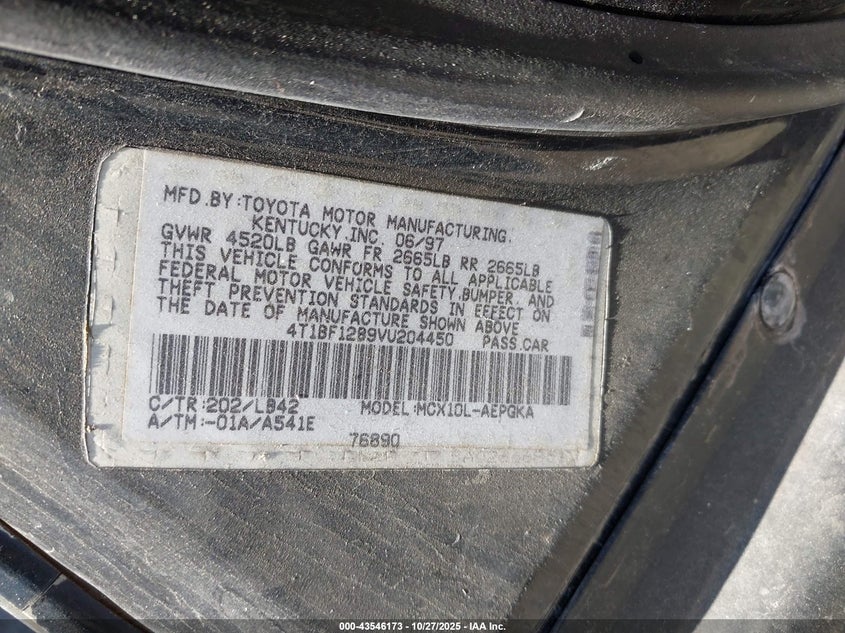 MFD.BY:TOYOTA MOTOR MANUFACTURING,
KENTUCKY,INC. 06/97
GVWR 4520LB GAWR FR 2665LB RR 2665LB
THIS VEHICLE CONFORMS TO ALL APPLICABLE
FEDERAL MOTOR VEHICLE SAFETY,BUMPER, AND
THEFT PREVENTION STANDARDS IN EFFECT ON
THE DATE OF MANUFACTURE SHOWN ABOVE.
4T1BF12B9VU204450 PASS.CAR
C/TR:202/LB42 MODEL:MCX10L-AEPGKA
A/TM:-01A/A541E
76890
000-43546173 | 10/27/2025 | IAA Inc.